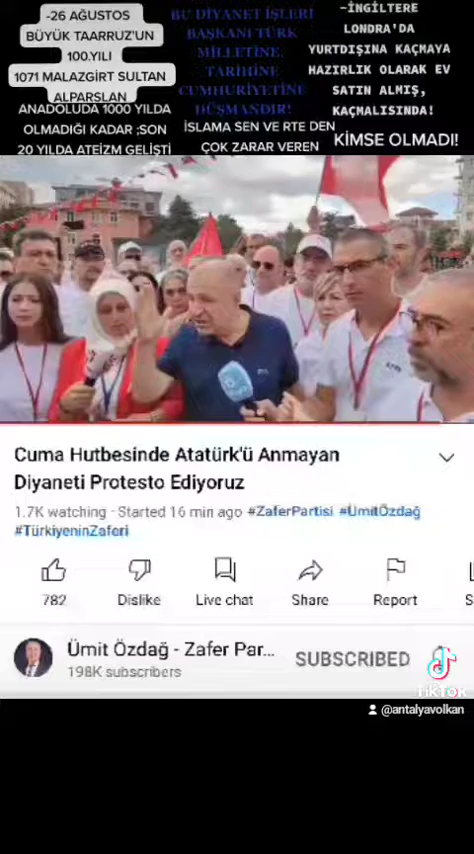 -26 AĞUSTOS
BÜYÜK TAARRUZ'UN
100.YILI
1071 MALAZGİRT SULTAN
ALPARSLAN
ANADOLUDA 1000 YILDA
OLMADIĞI KADAR ;SON
20 YILDA ATEİZM GELİŞTİ
BU DİYANET İŞLERİ
BAŞKANI TÜRK
MİLLETİNE,
TARİHİNE
CUMHURİYETİNE
DÜŞMANDIR!
İSLAMA SEN VE RTE DEN
ÇOK ZARAR VEREN
-İNGİLTERE
LONDRA'DA
YURTDIŞINA KAÇMAYA
HAZIRLIK OLARAK EV
SATIN ALMIŞ,
KAÇMALISINDA!
KİMSE OLMADI!
Cuma Hutbesinde Atatürk'ü Anmayan
Diyaneti Protesto Ediyoruz
1.7K watching · Started 16 min ago #ZaferPartisi #ÜmitÖzdağ
#TürkiyeninZaferi
782 Dislike Live chat Share Report S
Ümit Özdağ - Zafer Par...
198K subscribers
SUBSCRIBED
TikTok
@antalyavolkan